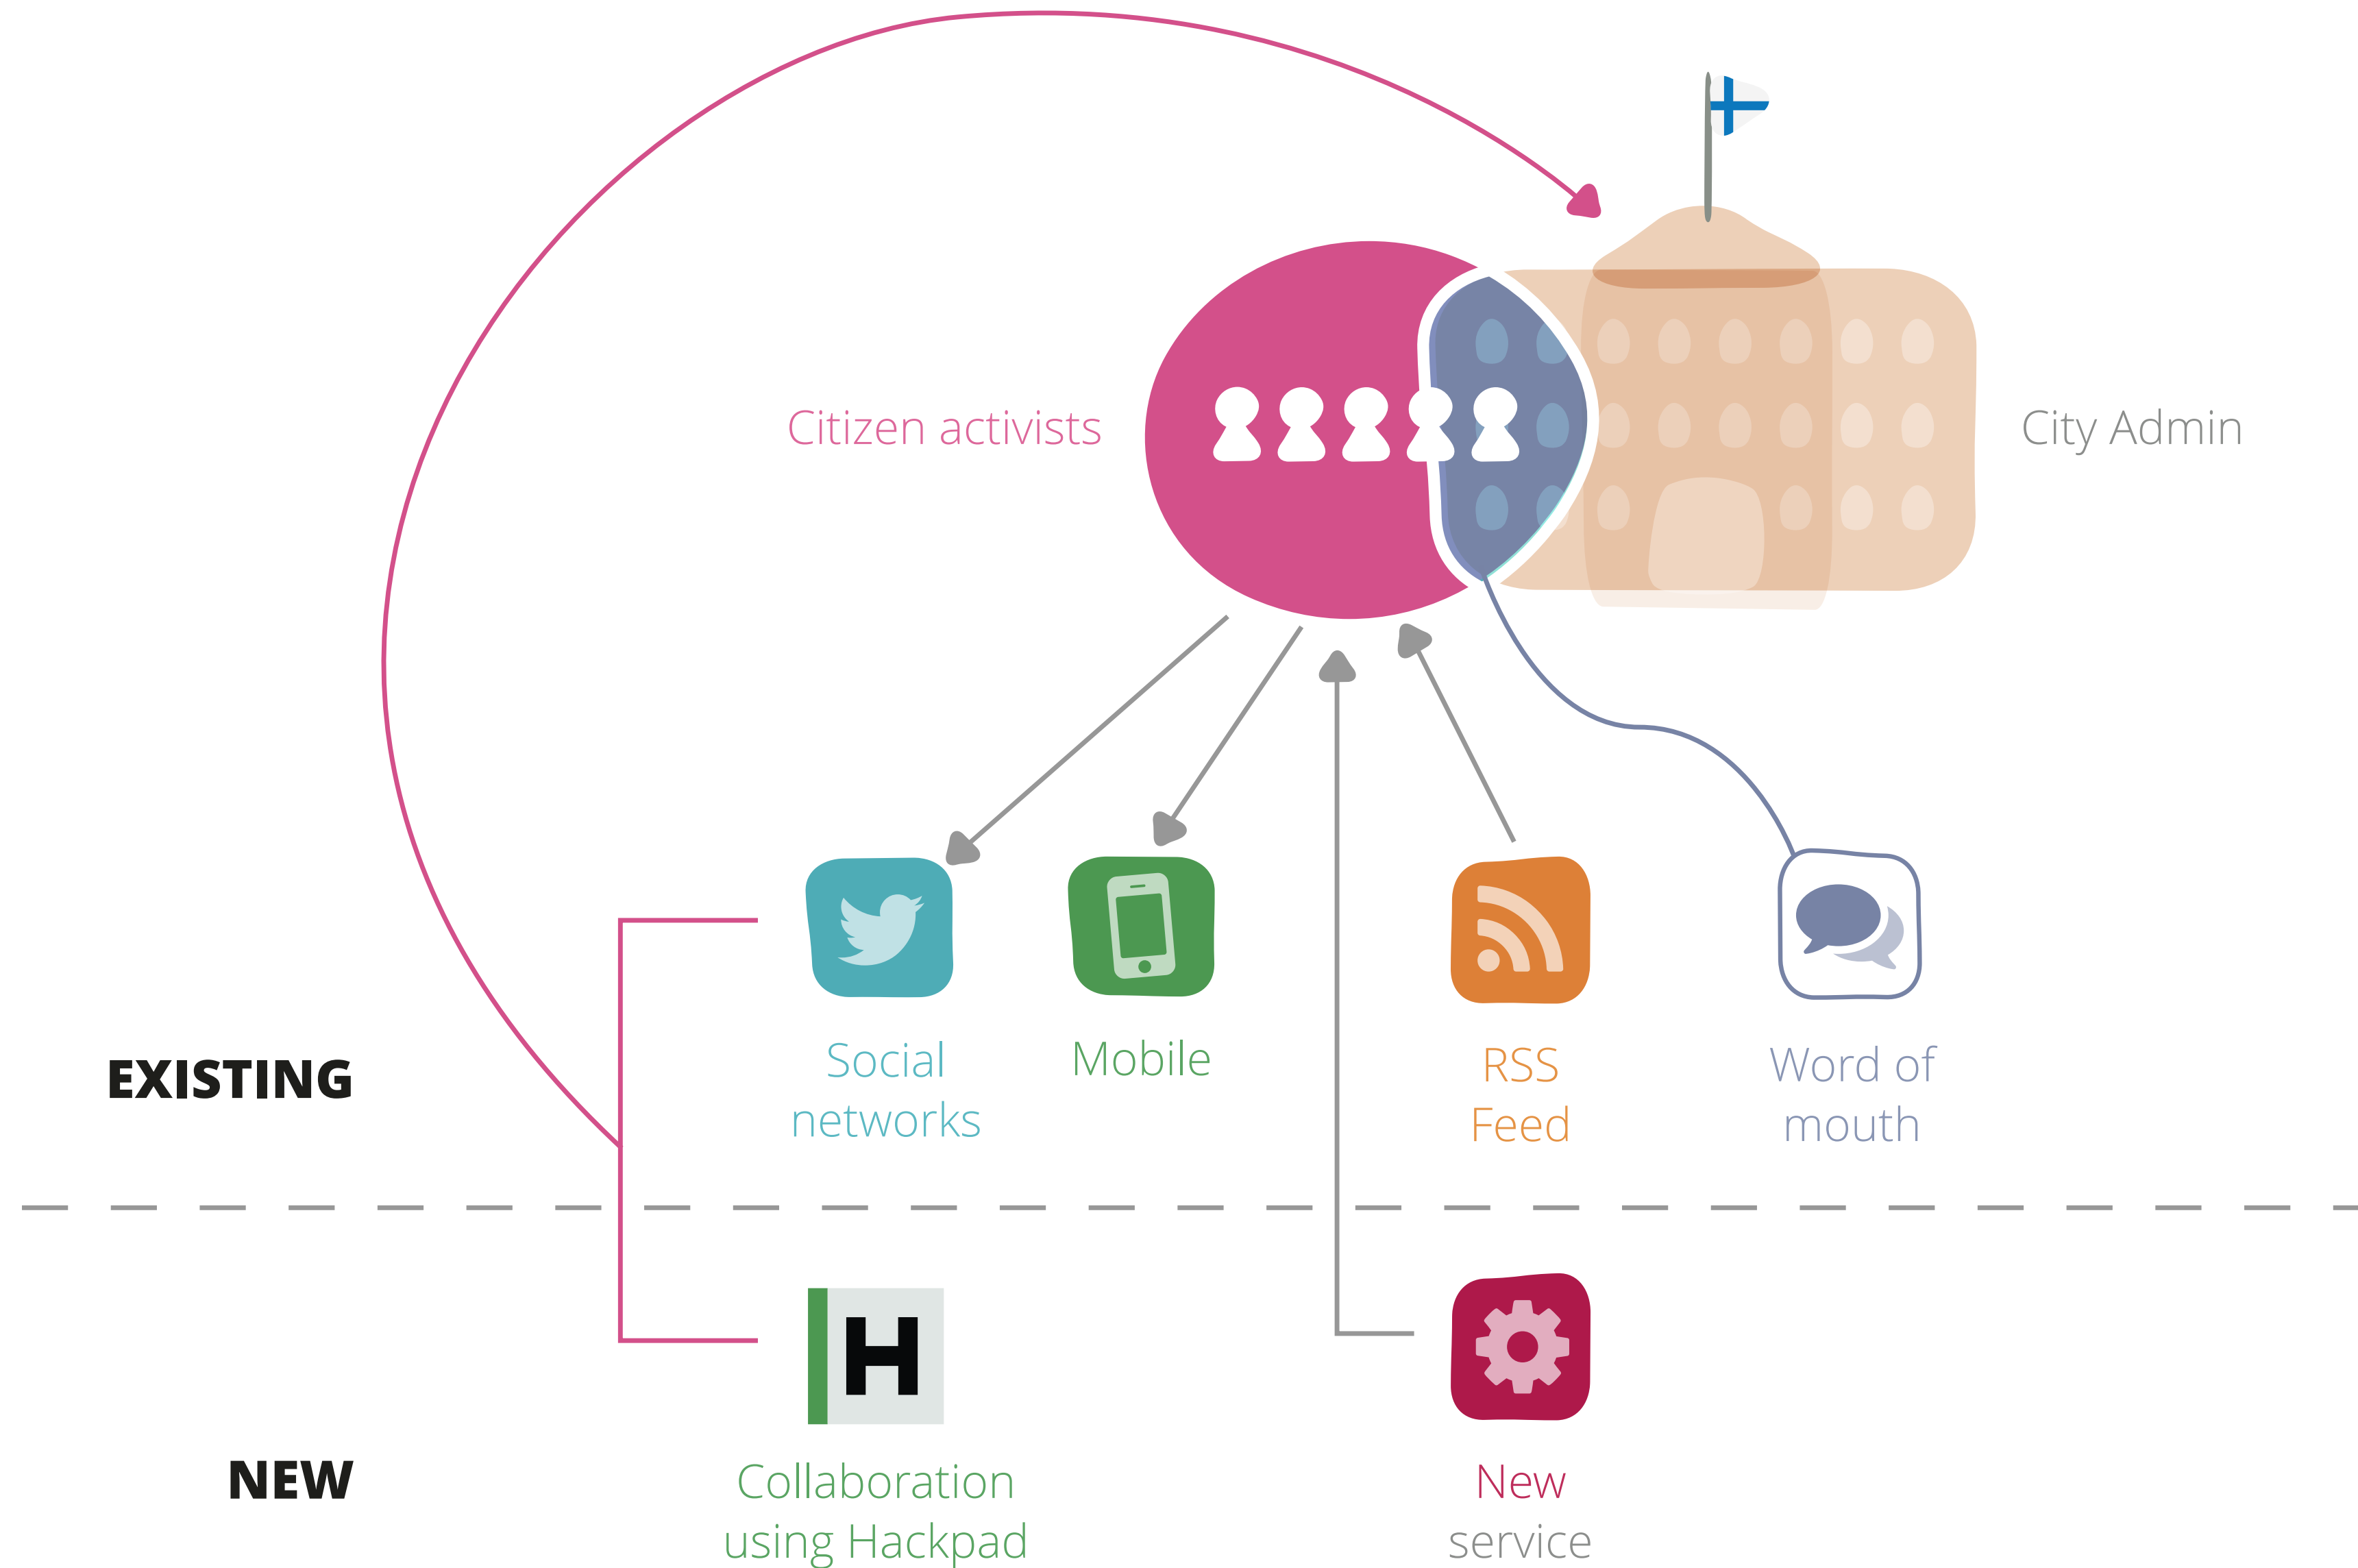 Citizen activists
City Admin
Social
networks
Mobile
RSS
Feed
Word of
mouth
EXISTING
H
NEW
Collaboration
using Hackpad
New
service